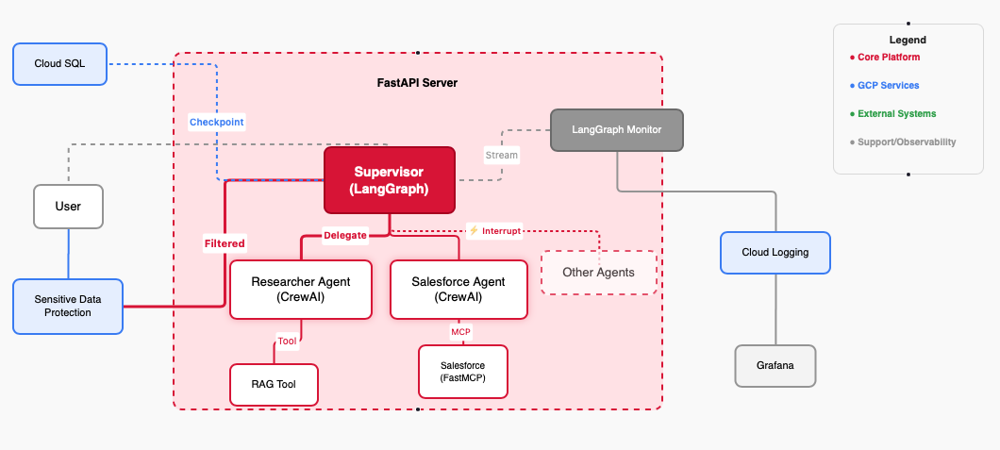 Cloud SQL
FastAPI Server
Checkpoint
LangGraph Monitor
Stream
Supervisor
(LangGraph)
User
Filtered
Delegate
⚡ Interrupt
Researcher Agent
(CrewAI)
Salesforce Agent
(CrewAI)
Other Agents
Sensitive Data
Protection
Tool
MCP
RAG Tool
Salesforce
(FastMCP)
Cloud Logging
Grafana
Legend
● Core Platform
● GCP Services
● External Systems
● Support/Observability